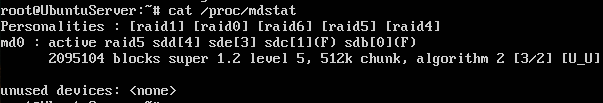 root@UbuntuServer:~# cat /proc/mdstat
Personalities : [raid1] [raid0] [raid6] [raid5] [raid4]
md0 : active raid5 sdd[4] sde[3] sdc[1](F) sdb[0](F)
2095104 blocks super 1.2 level 5, 512k chunk, algorithm 2 [3/2] [U_U]
unused devices: <none>